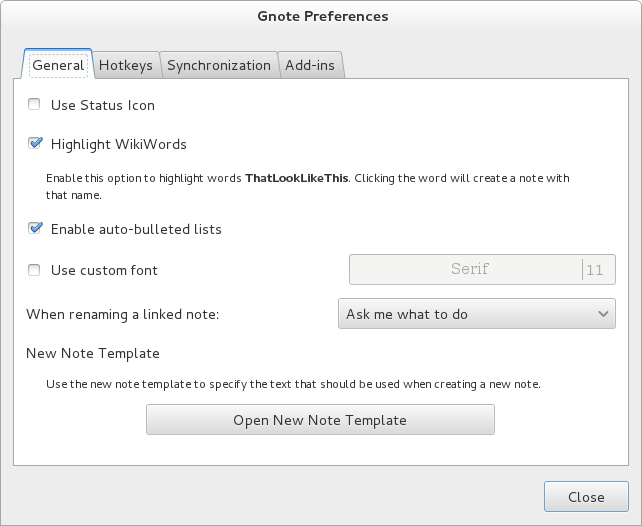 Gnote Preferences
General Hotkeys Synchronization Add-ins
Use Status Icon
Highlight WikiWords
Enable this option to highlight words ThatLookLikeThis. Clicking the word will create a note with
that name.
Enable auto-bulleted lists
Use custom font Serif 11
When renaming a linked note: Ask me what to do
New Note Template
Use the new note template to specify the text that should be used when creating a new note.
Open New Note Template
Close